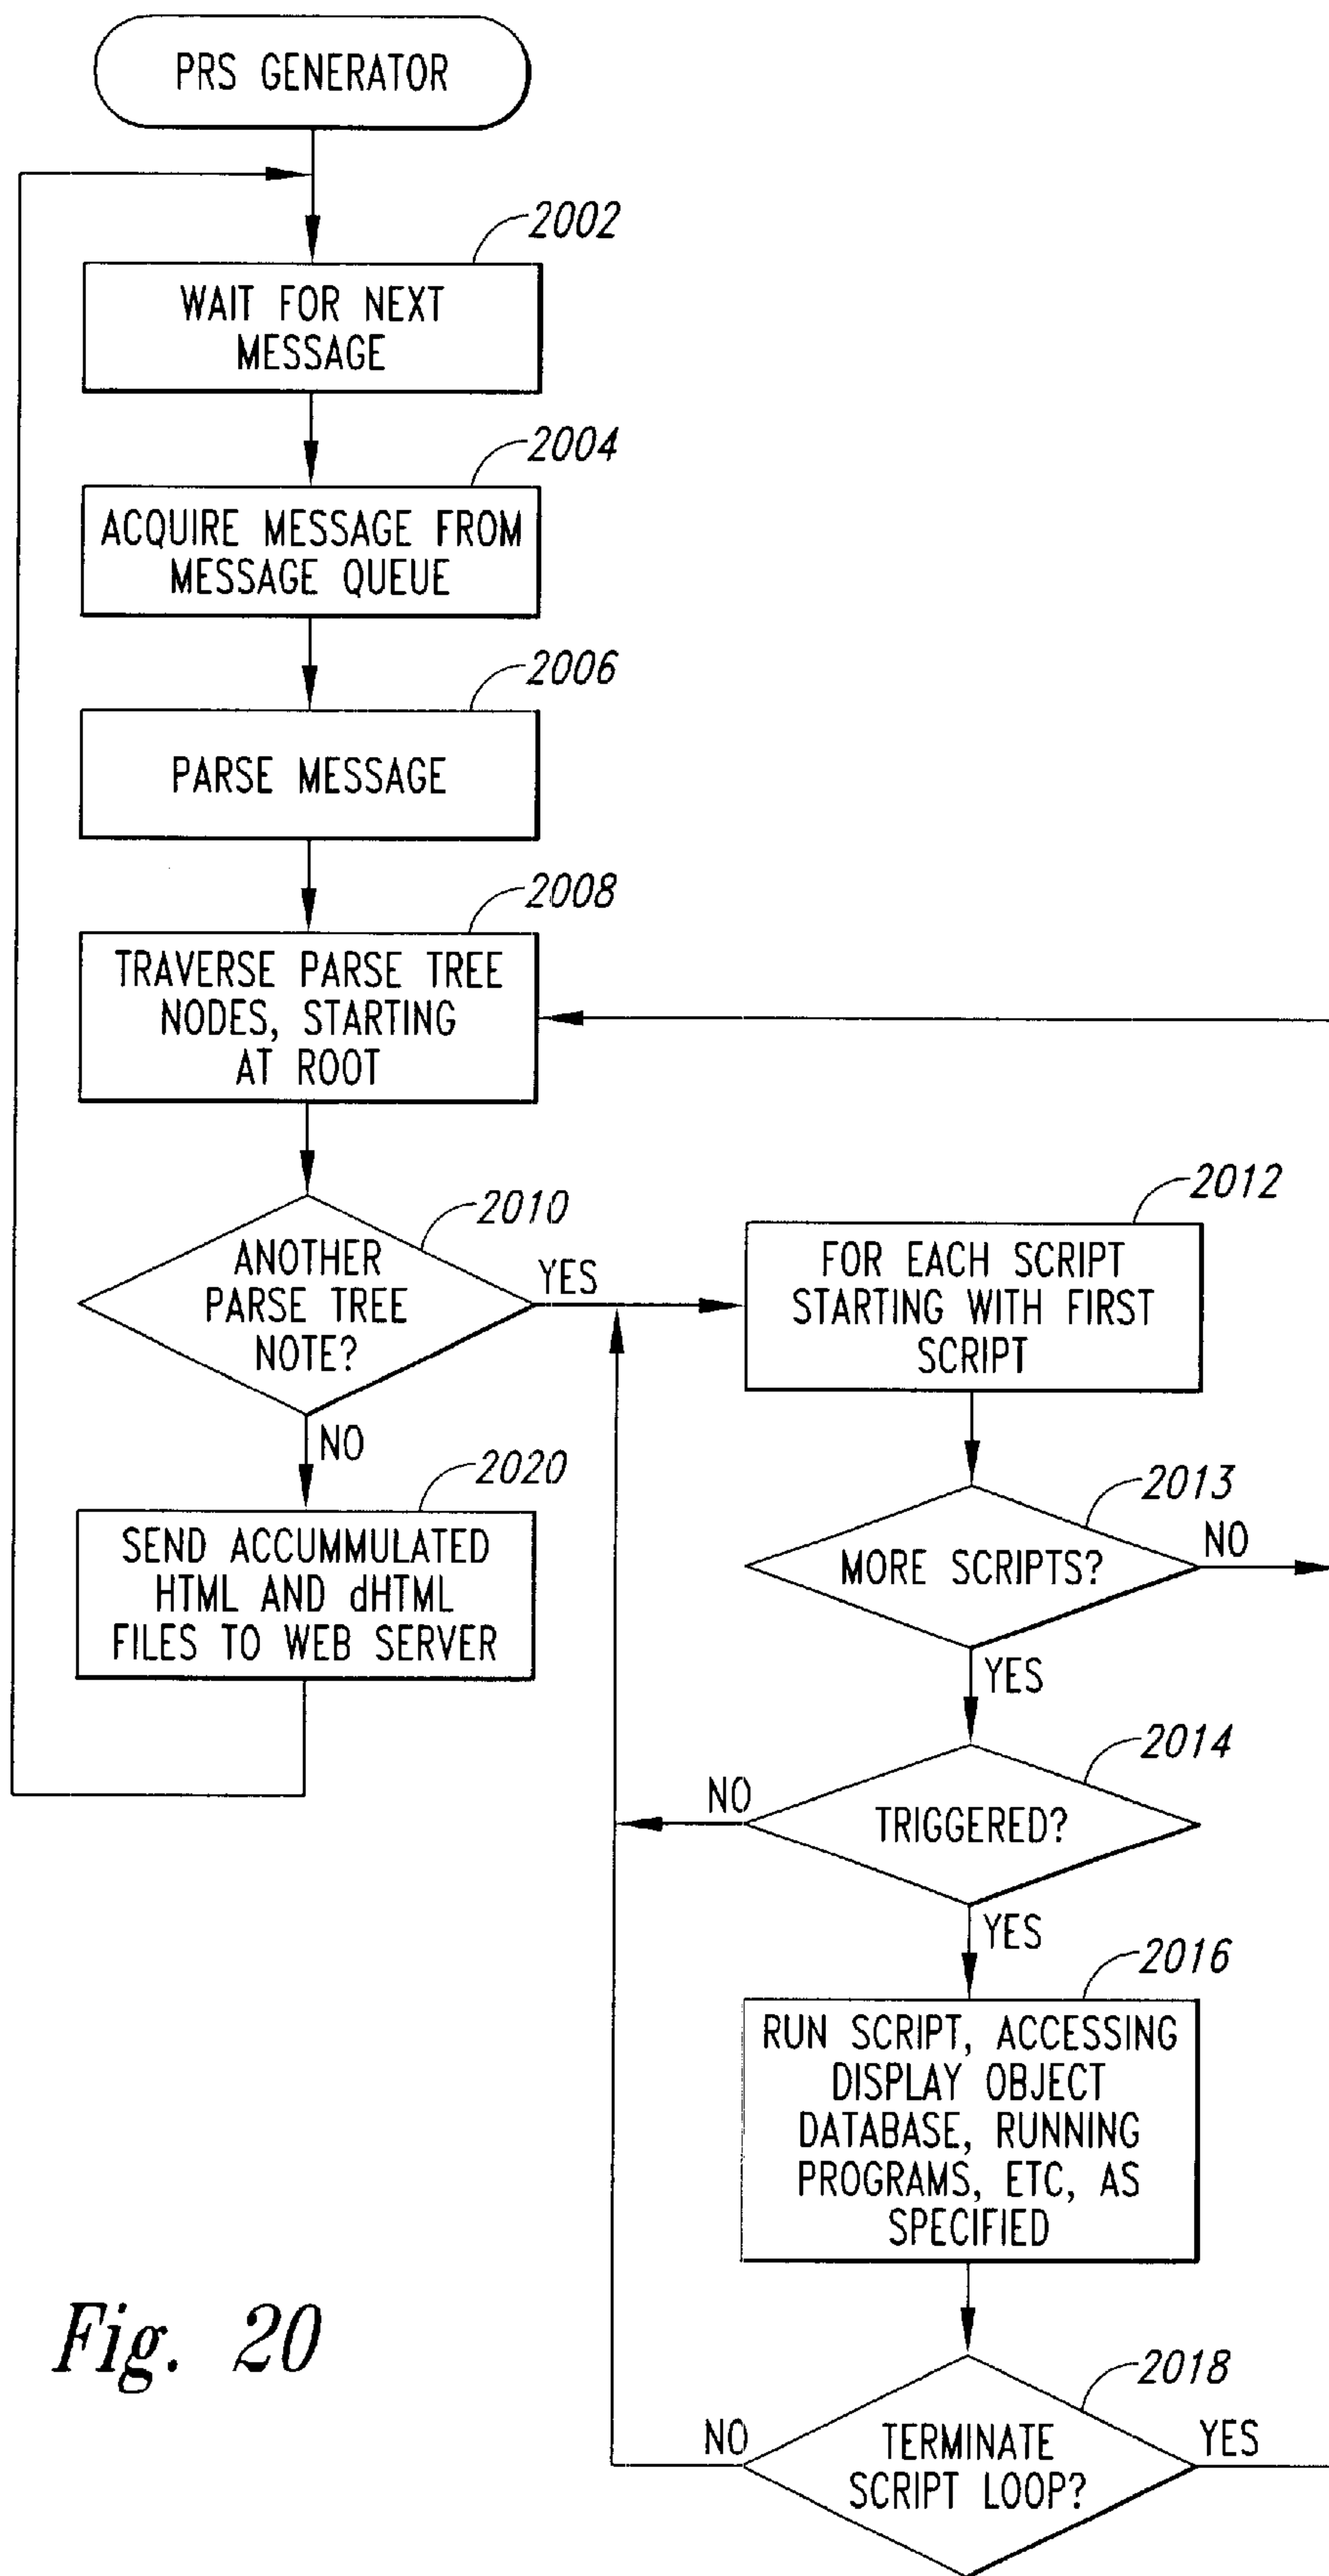 PRS GENERATOR
2002
WAIT FOR NEXT
MESSAGE
2004
ACQUIRE MESSAGE FROM
MESSAGE QUEUE
2006
PARSE MESSAGE
2008
TRAVERSE PARSE TREE
NODES, STARTING
AT ROOT
2010
ANOTHER
PARSE TREE
NOTE?
YES
NO
2012
FOR EACH SCRIPT
STARTING WITH FIRST
SCRIPT
2020
SEND ACCUMMULATED
HTML AND dHTML
FILES TO WEB SERVER
2013
MORE SCRIPTS?
NO
YES
2014
TRIGGERED?
NO
YES
2016
RUN SCRIPT, ACCESSING
DISPLAY OBJECT
DATABASE, RUNNING
PROGRAMS, ETC, AS
SPECIFIED
2018
TERMINATE
SCRIPT LOOP?
NO
YES
Fig. 20